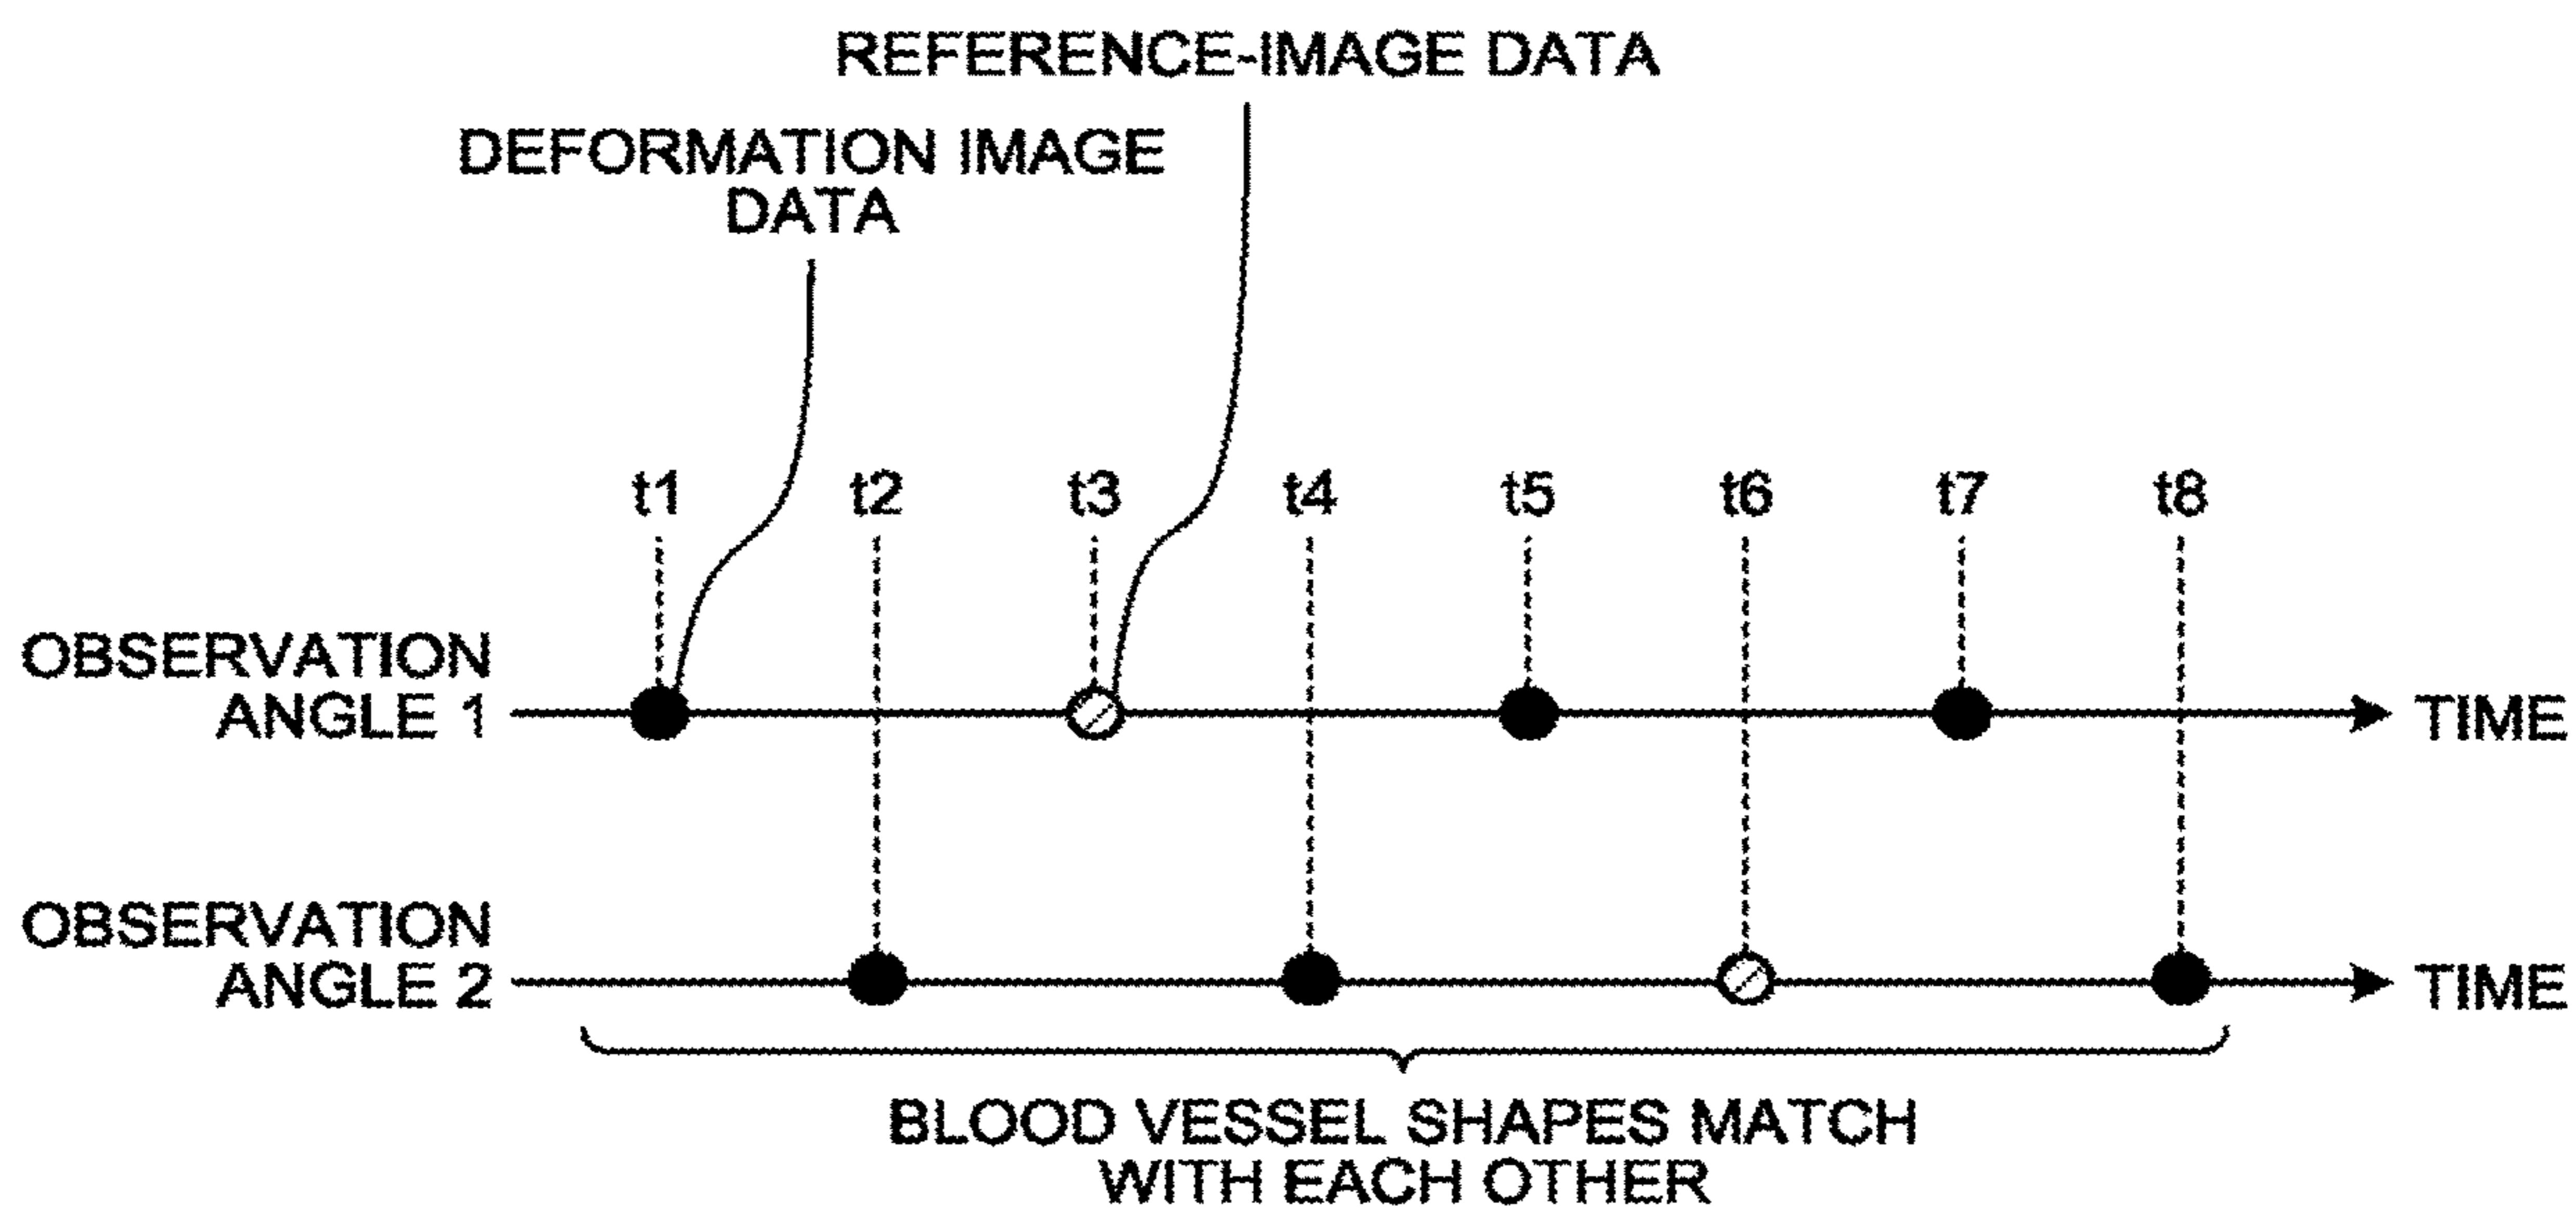 REFERENCE-IMAGE DATA
DEFORMATION IMAGE
DATA
t1 t2 t3 t4 t5 t6 t7 t8
OBSERVATION
ANGLE 1
TIME
OBSERVATION
ANGLE 2
TIME
BLOOD VESSEL SHAPES MATCH
WITH EACH OTHER